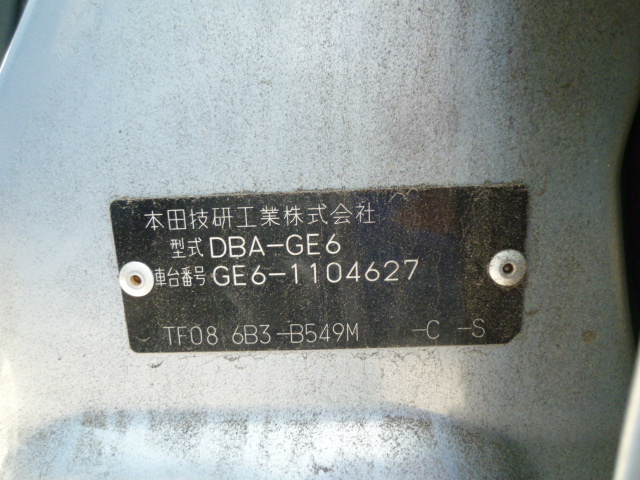 本田技研工業株式会社
型式 DBA-GE6
車台番号 GE6-1104627
TF08 6B3-B549M -C -S